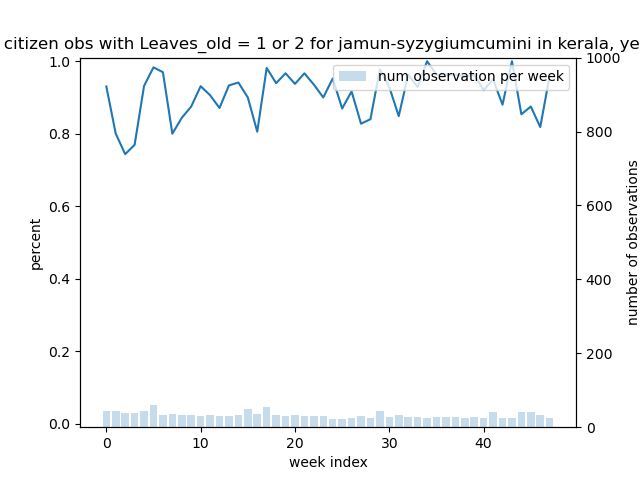 citizen obs with Leaves_old = 1 or 2 for jamun-syzygiumcumini in kerala, ye
num observation per week
1.0
0.8
0.6
0.4
0.2
0.0
percent
1000
800
600
400
200
0
number of observations
0 10 20 30 40
week index